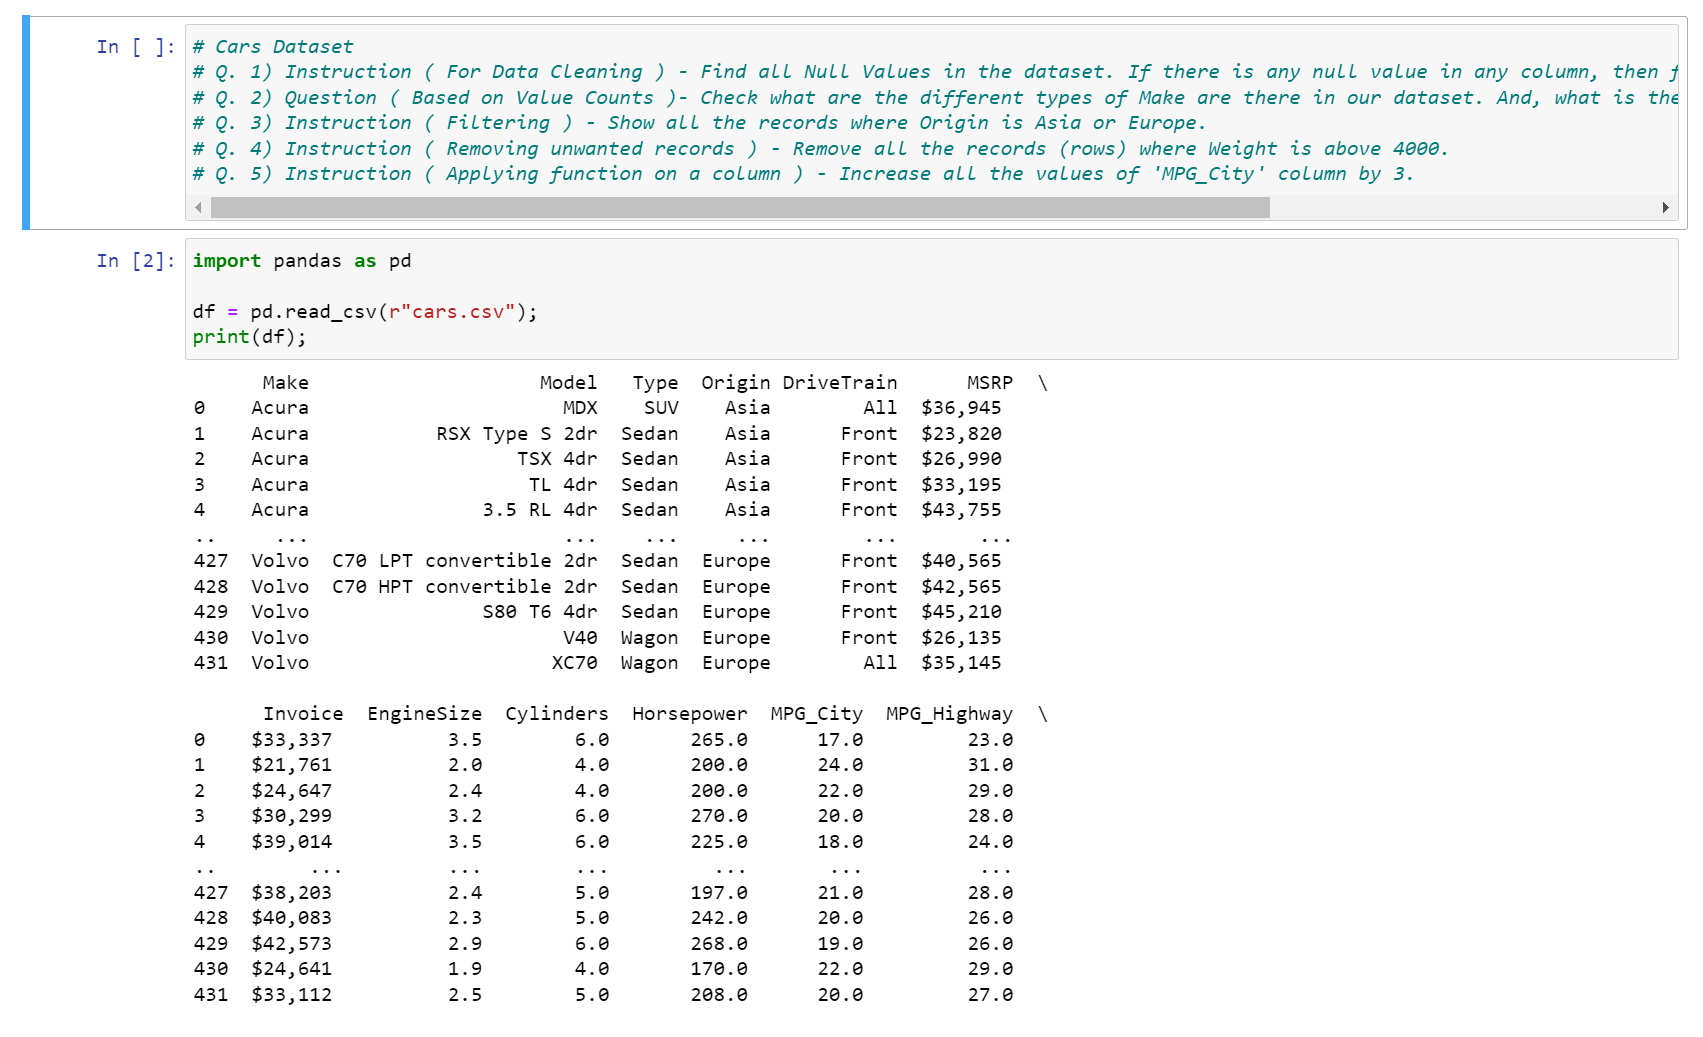 In [ ]: # Cars Dataset
# Q. 1) Instruction ( For Data Cleaning ) - Find all Null Values in the dataset. If there is any null value in any column, then
# Q. 2) Question ( Based on Value Counts )- Check what are the different types of Make are there in our dataset. And, what is the
# Q. 3) Instruction ( Filtering ) - Show all the records where Origin is Asia or Europe.
# Q. 4) Instruction ( Removing unwanted records ) - Remove all the records (rows) where Weight is above 4000.
# Q. 5) Instruction ( Applying function on a column ) - Increase all the values of 'MPG_City' column by 3.
In [2]: import pandas as pd
df = pd.read_csv(r"cars.csv");
print(df);
Make Model Type Origin DriveTrain MSRP \
0 Acura MDX SUV Asia All $36,945
1 Acura RSX Type S 2dr Sedan Asia Front $23,820
2 Acura TSX 4dr Sedan Asia Front $26,990
3 Acura TL 4dr Sedan Asia Front $33,195
4 Acura 3.5 RL 4dr Sedan Asia Front $43,755
.. ... ... ... ... ... ...
427 Volvo C70 LPT convertible 2dr Sedan Europe Front $40,565
428 Volvo C70 HPT convertible 2dr Sedan Europe Front $42,565
429 Volvo S80 T6 4dr Sedan Europe Front $45,210
430 Volvo V40 Wagon Europe Front $26,135
431 Volvo XC70 Wagon Europe All $35,145
Invoice EngineSize Cylinders Horsepower MPG_City MPG_Highway \
0 $33,337 3.5 6.0 265.0 17.0 23.0
1 $21,761 2.0 4.0 200.0 24.0 31.0
2 $24,647 2.4 4.0 200.0 22.0 29.0
3 $30,299 3.2 6.0 270.0 20.0 28.0
4 $39,014 3.5 6.0 225.0 18.0 24.0
.. ... ... ... ... ... ...
427 $38,203 2.4 5.0 197.0 21.0 28.0
428 $40,083 2.3 5.0 242.0 20.0 26.0
429 $42,573 2.9 6.0 268.0 19.0 26.0
430 $24,641 1.9 4.0 170.0 22.0 29.0
431 $33,112 2.5 5.0 208.0 20.0 27.0